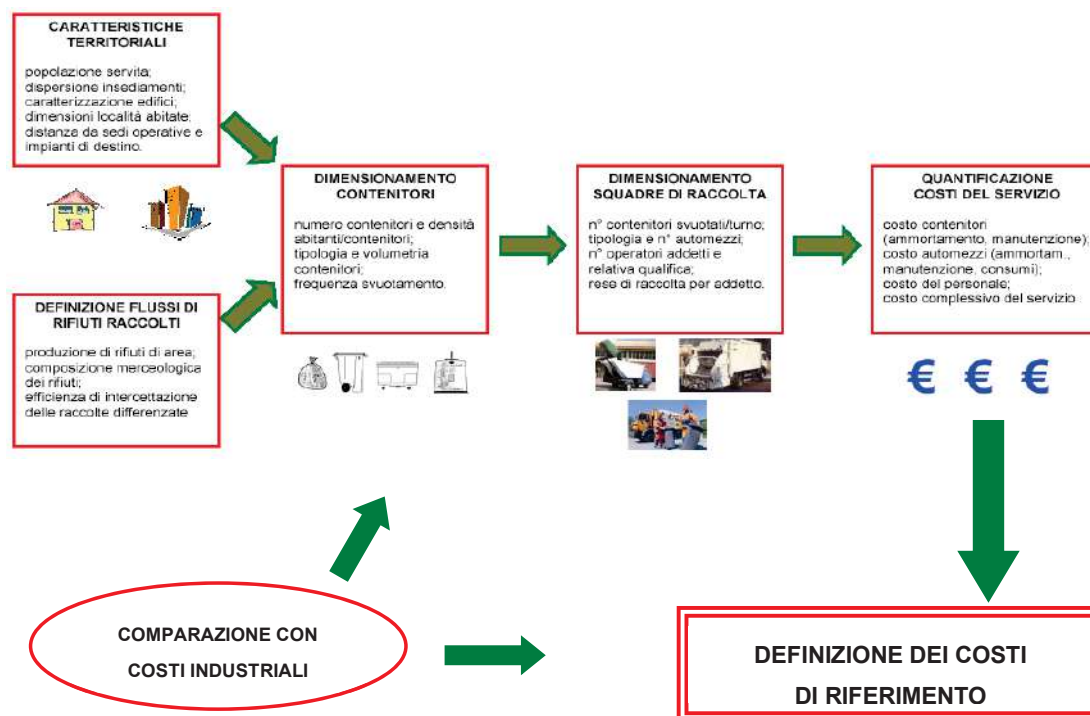 CARATTERISTICHE
TERRITORIALI
popolazione servita;
dispersione insediamenti;
caratterizzazione edifici;
dimensioni località abitate;
distanza da sedi operative e
impianti di destino.
DEFINIZIONE FLUSSI DI
RIFIUTI RACCOLTI
produzione di rifiuti di area;
composizione merceologica
dei rifiuti;
efficienza di intercettazione
delle raccolte differenzate
DIMENSIONAMENTO
CONTENITORI
numero contenitori e densità
abitanti/contenitori;
tipologia e volumetria
contenitori;
frequenza svuotamento.
DIMENSIONAMENTO
SQUADRE DI RACCOLTA
n° contenitori svuotati/turno;
tipologia e n° automezzi;
n° operatori addetti e
relativa qualifica;
rese di raccolta per addetto.
QUANTIFICAZIONE
COSTI DEL SERVIZIO
costo contenitori
(ammortamento, manutenzione);
costo automezzi (ammortam.,
manutenzione, consumi);
costo del personale;
costo complessivo del servizio
€ € €
COMPARAZIONE CON
COSTI INDUSTRIALI
DEFINIZIONE DEI COSTI
DI RIFERIMENTO